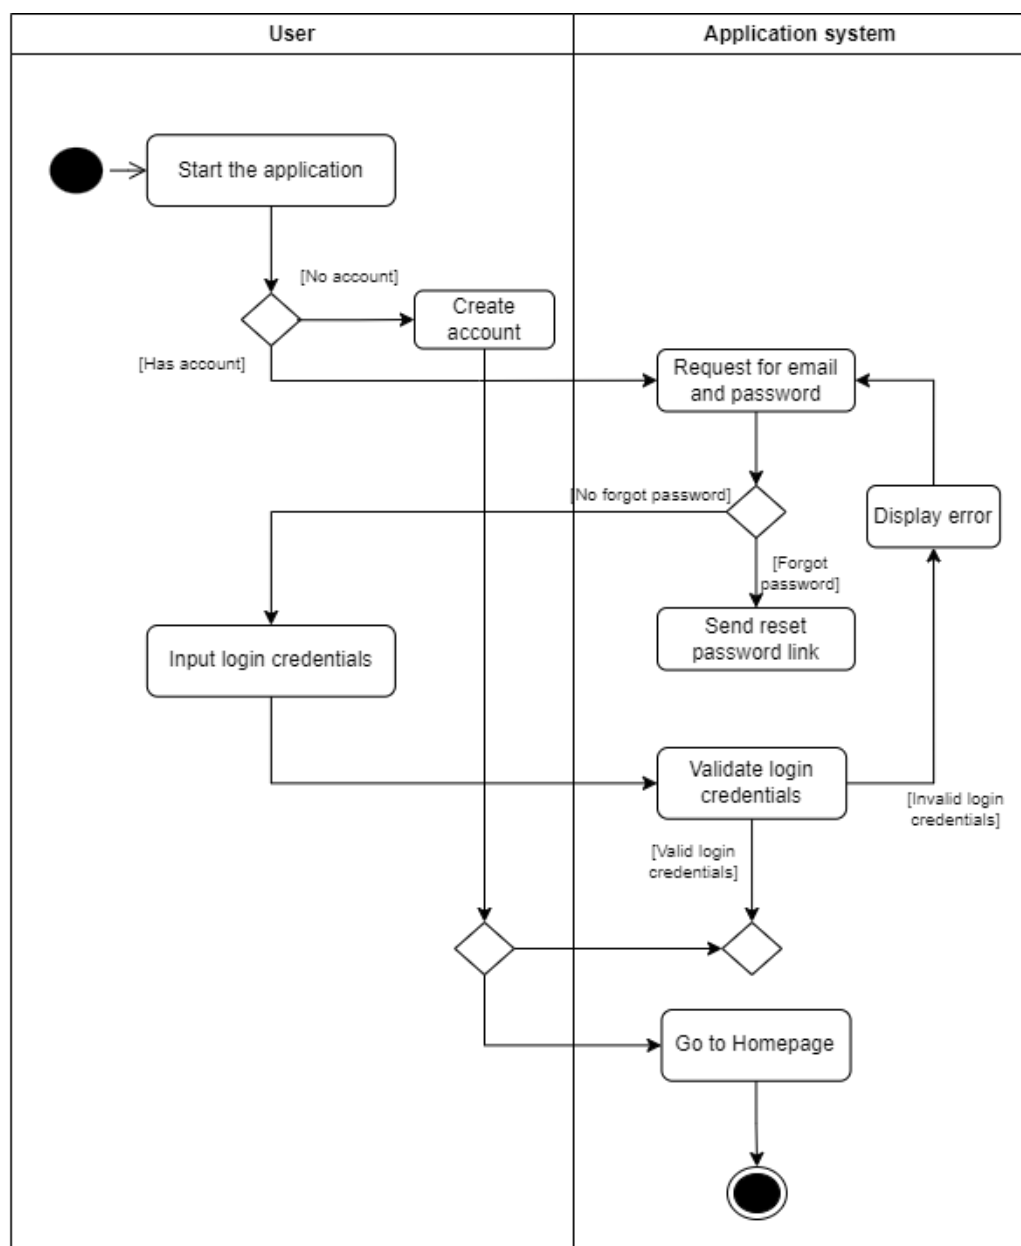 User
Application system
Start the application
[No account]
Create
account
[Has account]
Request for email
and password
[No forgot password]
Display error
[Forgot
password]
Send reset
password link
Input login credentials
Validate login
credentials
[Invalid login
credentials]
[Valid login
credentials]
Go to Homepage